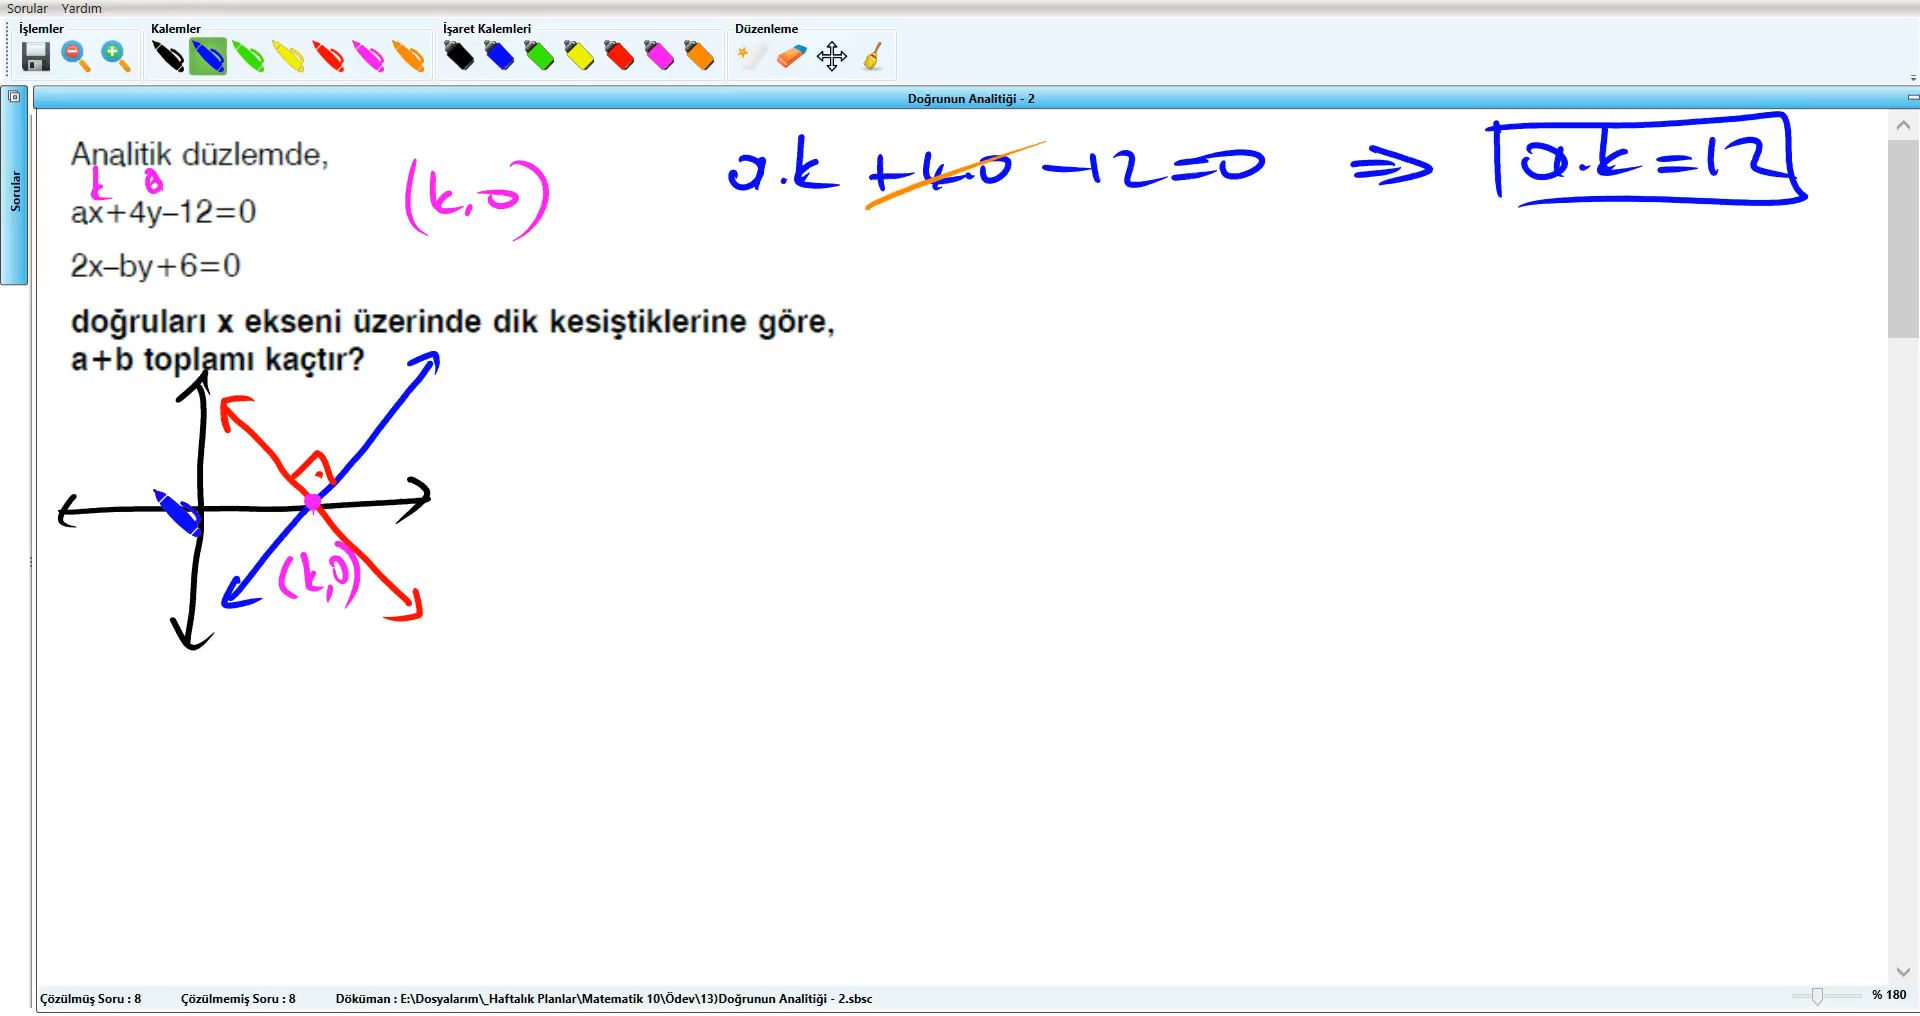 Sorular Yardım
İşlemler Kalemler İşaret Kalemleri Düzenleme
Doğrunun Analitiği - 2
Sorular
Analitik düzlemde,
k 0
ax+4y–12=0
(k,0)
a.k +4.0 -12=0 ⇒ a.k=12
2x–by+6=0
doğruları x ekseni üzerinde dik kesiştiklerine göre,
a+b toplamı kaçtır?
(k,0)
Çözülmüş Soru : 8 Çözülmemiş Soru : 8 Döküman : E:\Dosyalarım\_Haftalık Planlar\Matematik 10\Ödev\13)Doğrunun Analitiği - 2.sbsc % 180